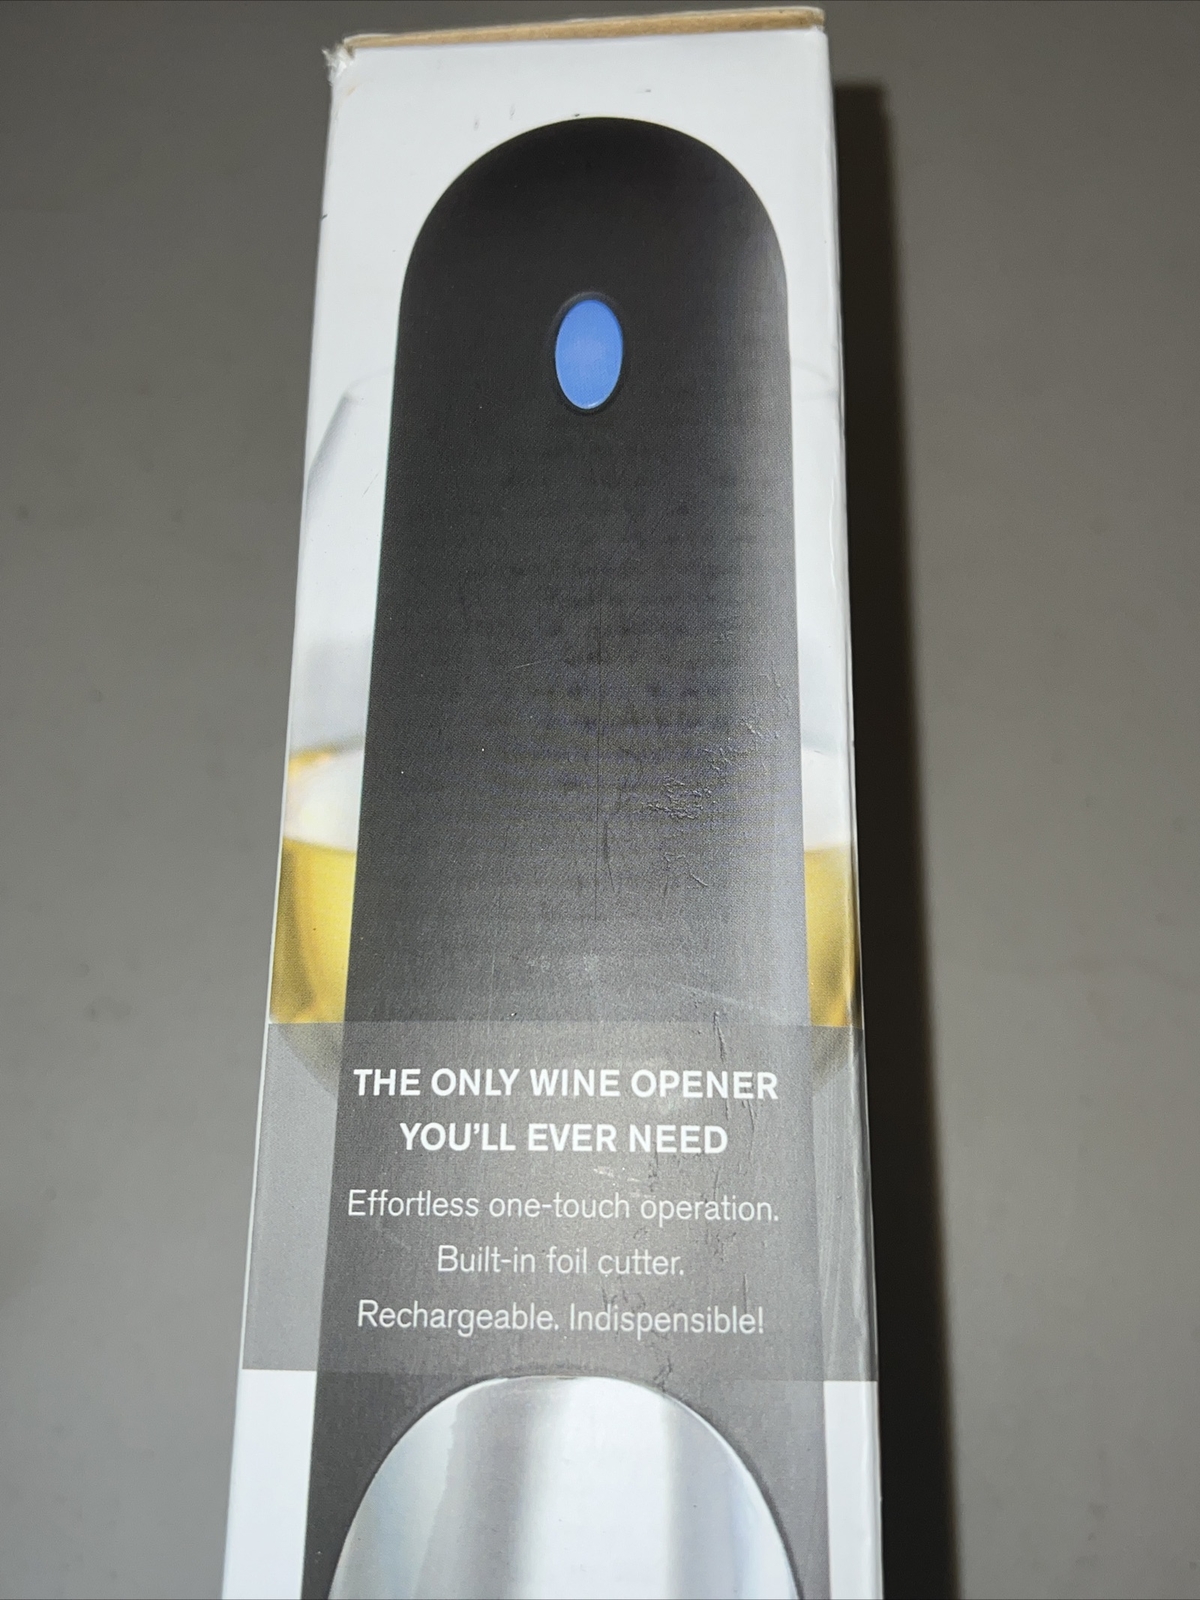 THE ONLY WINE OPENER
YOU'LL EVER NEED
Effortless one-touch operation.
Built-in foil cutter.
Rechargeable. Indispensible!